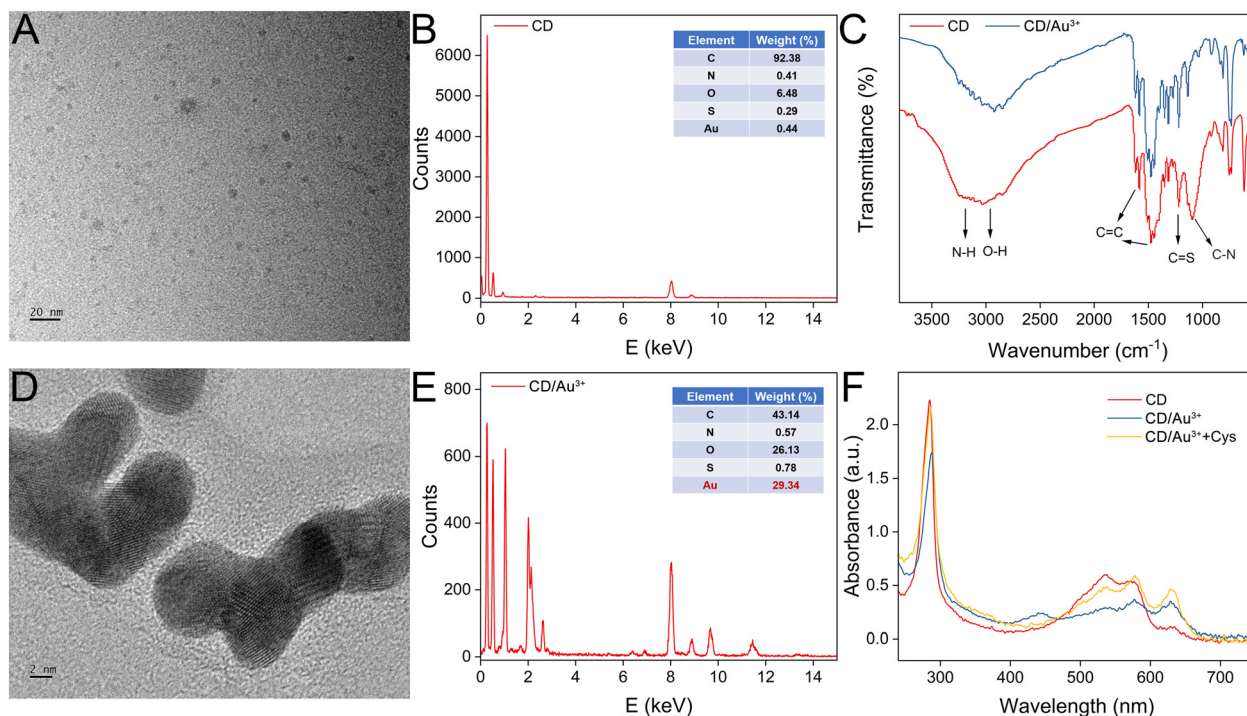 A
20 nm
B
CD
Element Weight (%)
C 92.38
N 0.41
O 6.48
S 0.29
Au 0.44
6000
5000
4000
3000
2000
1000
0
Counts
0 2 4 6 8 10 12 14
E (keV)
C
CD CD/Au³⁺
Transmittance (%)
N-H O-H C=C C=S C-N
3500 3000 2000 1500 1000
Wavenumber (cm⁻¹)
D
2 nm
E
CD/Au³⁺
Element Weight (%)
C 43.14
N 0.57
O 26.13
S 0.78
Au 29.34
800
600
400
200
0
Counts
0 2 4 6 8 10 12 14
E (keV)
F
CD
CD/Au³⁺
CD/Au³⁺+Cys
2.0
1.5
1.0
0.5
0.0
Absorbance (a.u.)
300 400 500 600 700
Wavelength (nm)